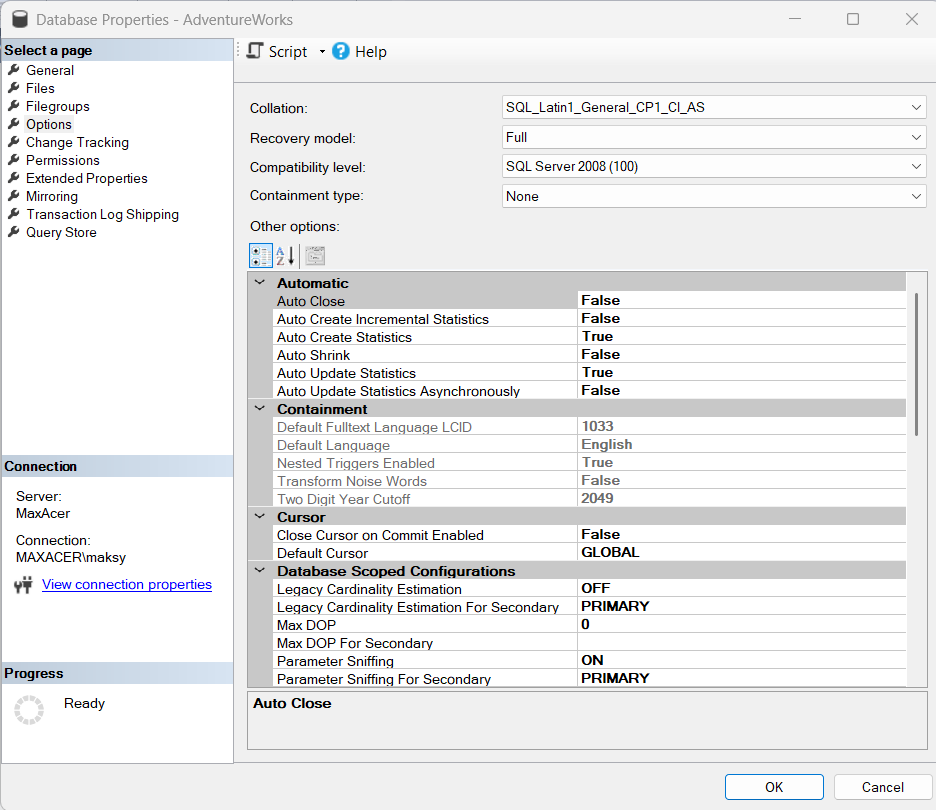 Database Properties - AdventureWorks
Select a page
General
Files
Filegroups
Options
Change Tracking
Permissions
Extended Properties
Mirroring
Transaction Log Shipping
Query Store
Connection
Server:
MaxAcer
Connection:
MAXACER\maksy
View connection properties
Progress
Ready
Script
Help
Collation: SQL_Latin1_General_CP1_CI_AS
Recovery model: Full
Compatibility level: SQL Server 2008 (100)
Containment type: None
Other options:
A
Z
Automatic
Auto Close False
Auto Create Incremental Statistics False
Auto Create Statistics True
Auto Shrink False
Auto Update Statistics True
Auto Update Statistics Asynchronously False
Containment
Default Fulltext Language LCID 1033
Default Language English
Nested Triggers Enabled True
Transform Noise Words False
Two Digit Year Cutoff 2049
Cursor
Close Cursor on Commit Enabled False
Default Cursor GLOBAL
Database Scoped Configurations
Legacy Cardinality Estimation OFF
Legacy Cardinality Estimation For Secondary PRIMARY
Max DOP 0
Max DOP For Secondary
Parameter Sniffing ON
Parameter Sniffing For Secondary PRIMARY
Auto Close
OK Cancel